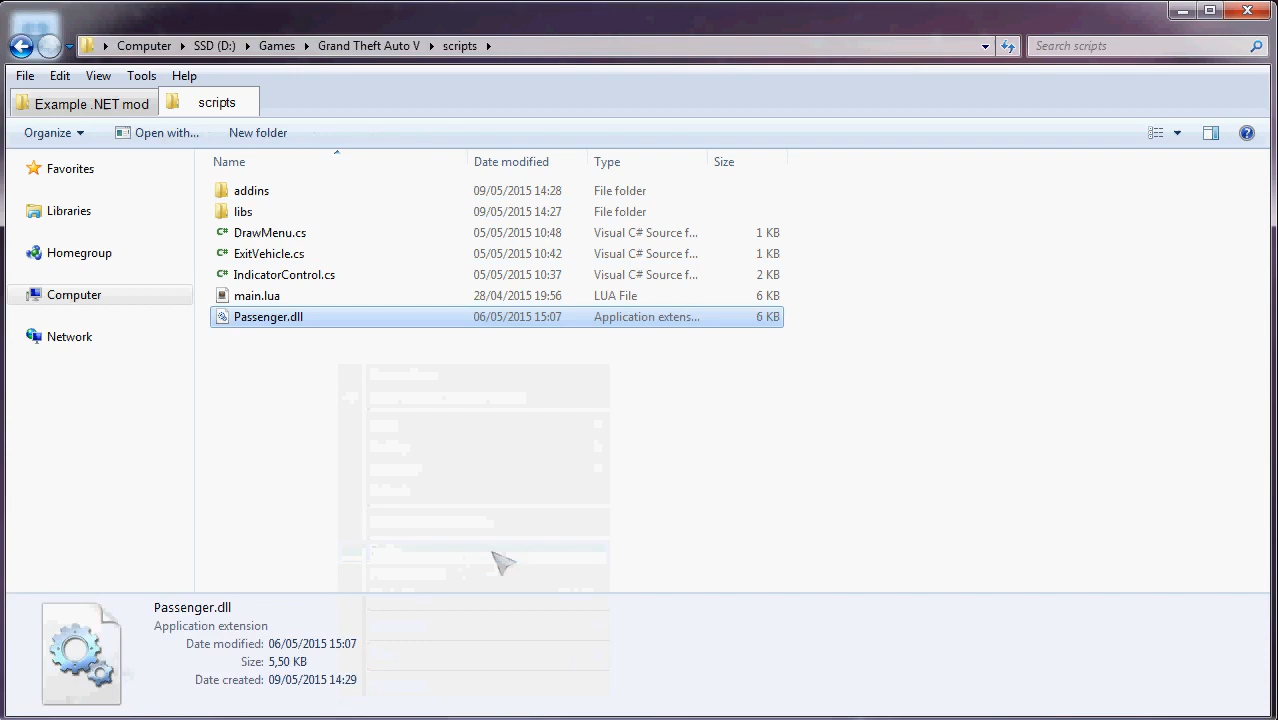 Computer SSD (D:) Games Grand Theft Auto V scripts Search scripts
File Edit View Tools Help
Example .NET mod scripts
Organize Open with... New folder
Name Date modified Type Size
Favorites
Libraries
Homegroup
Computer
Network
addins 09/05/2015 14:28 File folder
libs 09/05/2015 14:27 File folder
DrawMenu.cs 05/05/2015 10:48 Visual C# Source f... 1 KB
ExitVehicle.cs 05/05/2015 10:42 Visual C# Source f... 1 KB
IndicatorControl.cs 05/05/2015 10:37 Visual C# Source f... 2 KB
main.lua 28/04/2015 19:56 LUA File 6 KB
Passenger.dll 06/05/2015 15:07 Application extens... 6 KB
Passenger.dll
Application extension
Date modified: 06/05/2015 15:07
Size: 5,50 KB
Date created: 09/05/2015 14:29